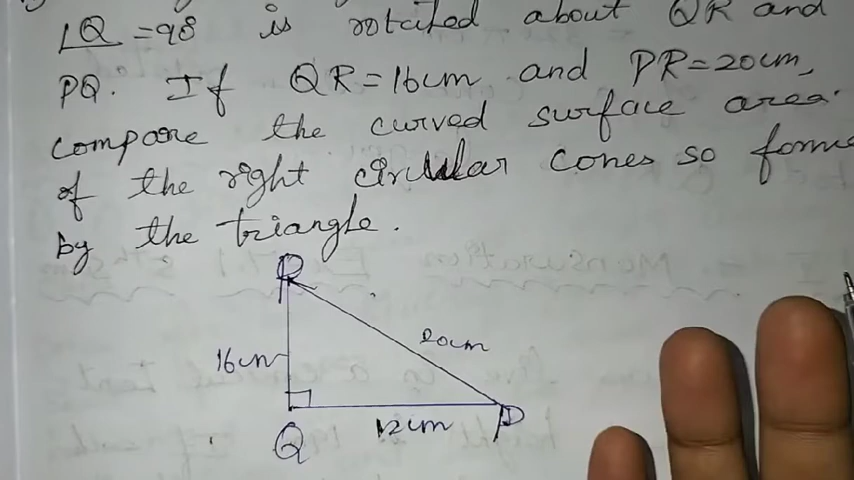 ∠Q = 90° is rotated about QR and
PQ. If QR = 16cm and PR = 20cm,
compare the curved surface area
of the right circular cones so forme
by the triangle.
R
16cm
20cm
Q
12cm
P